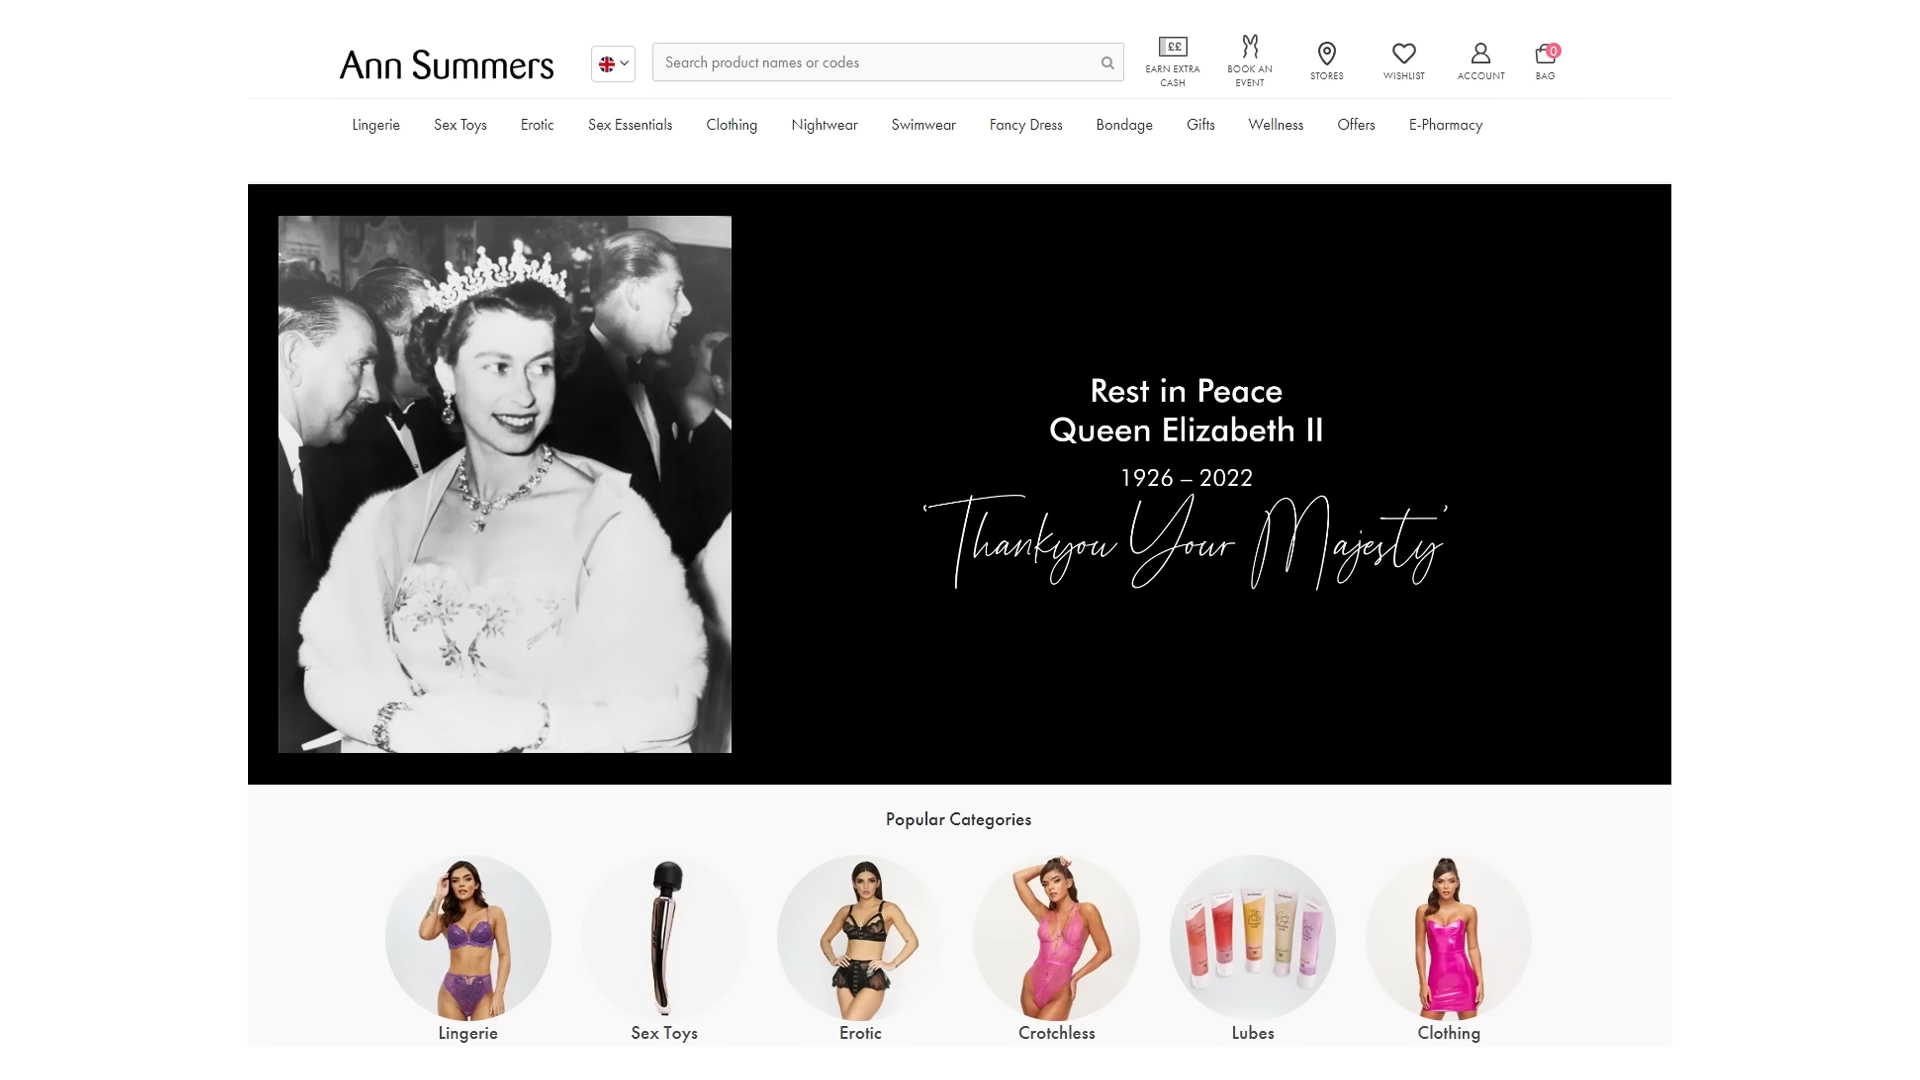 Ann Summers
Search product names or codes
££
EARN EXTRA
CASH
BOOK AN
EVENT
STORES
WISHLIST
ACCOUNT
0
BAG
Lingerie
Sex Toys
Erotic
Sex Essentials
Clothing
Nightwear
Swimwear
Fancy Dress
Bondage
Gifts
Wellness
Offers
E-Pharmacy
Rest in Peace
Queen Elizabeth II
1926 – 2022
‘Thankyou Your Majesty’
Popular Categories
Lingerie
Sex Toys
Erotic
Crotchless
Lubes
Clothing